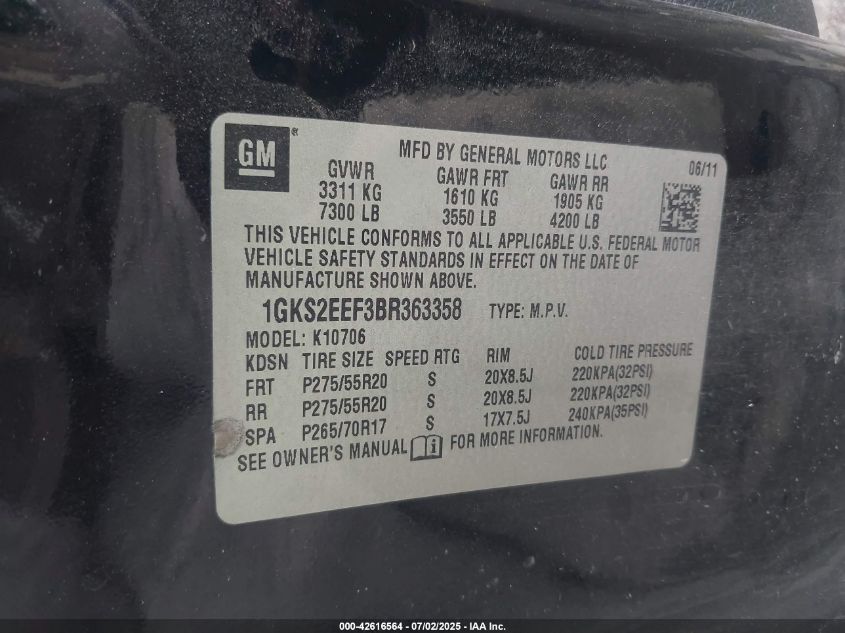 GM ®
MFD BY GENERAL MOTORS LLC 06/11
GVWR GAWR FRT GAWR RR
3311 KG 1610 KG 1905 KG
7300 LB 3550 LB 4200 LB
THIS VEHICLE CONFORMS TO ALL APPLICABLE U.S. FEDERAL MOTOR
VEHICLE SAFETY STANDARDS IN EFFECT ON THE DATE OF
MANUFACTURE SHOWN ABOVE.
1GKS2EEF3BR363358 TYPE: M.P.V.
MODEL: K10706
KDSN TIRE SIZE SPEED RTG RIM COLD TIRE PRESSURE
FRT P275/55R20 S 20X8.5J 220KPA(32PSI)
RR P275/55R20 S 20X8.5J 220KPA(32PSI)
SPA P265/70R17 S 17X7.5J 240KPA(35PSI)
SEE OWNER'S MANUAL FOR MORE INFORMATION.
000-42616564 - 07/02/2025 - IAA Inc.